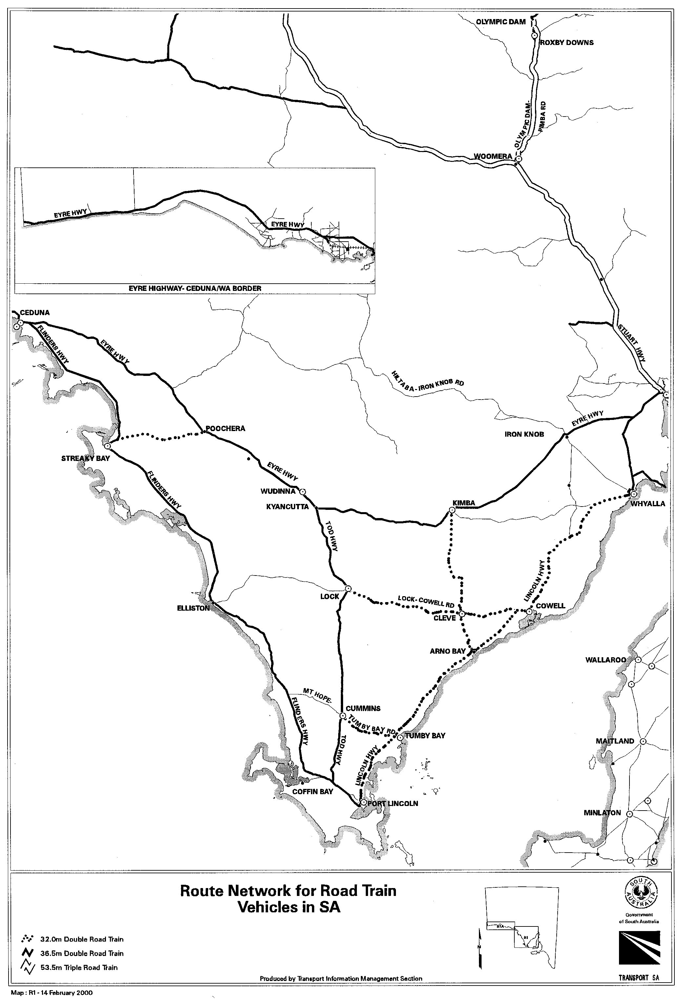 OLYMPIC DAM
ROXBY DOWNS
OLYMPIC DAM-
PIMBA RD
WOOMERA
EYRE HWY
EYRE HWY
EYRE HIGHWAY- CEDUNA/WA BORDER
CEDUNA
FLINDERS HWY
EYRE HWY
STUART HWY
HILTABA-IRON KNOB RD
POOCHERA
EYRE HWY
IRON KNOB
STREAKY BAY
FLINDERS HWY
EYRE HWY
WUDINNA
KYANCUTTA
KIMBA
WHYALLA
TOD HWY
LINCOLN HWY
LOCK
LOCK-COWELL RD
COWELL
ELLISTON
CLEVE
ARNO BAY
WALLAROO
MT HOPE-
FLINDERS HWY
CUMMINS
TUMBY BAY RD
TUMBY BAY
MAITLAND
TOD HWY
LINCOLN HWY
COFFIN BAY
PORT LINCOLN
MINLATON
Route Network for Road Train
Vehicles in SA
32.0m Double Road Train
36.5m Double Road Train
53.5m Triple Road Train
Produced by Transport Information Management Section
R1A
R1
N
SOUTH AUSTRALIA
Government
of South Australia
TRANSPORT SA
Map : R1 - 14 February 2000